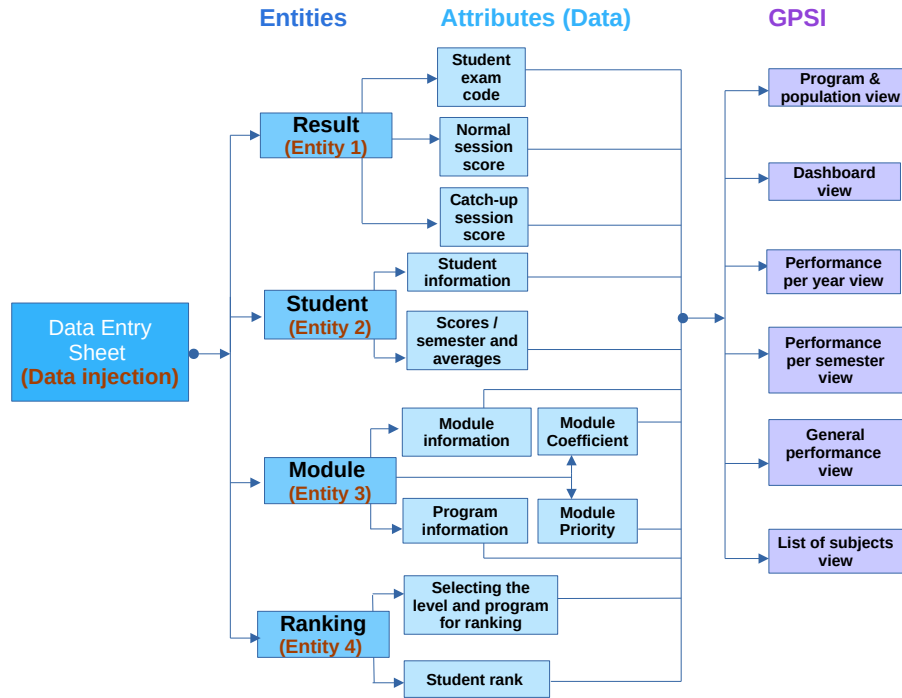 Entities
Attributes (Data)
GPSI
Student
exam
code
Result
(Entity 1)
Normal
session
score
Catch-up
session
score
Student
information
Student
(Entity 2)
Scores /
semester and
averages
Data Entry
Sheet
(Data injection)
Module
information
Module
Coefficient
Module
(Entity 3)
Program
information
Module
Priority
Selecting the
level and program
for ranking
Ranking
(Entity 4)
Student rank
Program &
population view
Dashboard
view
Performance
per year view
Performance
per semester
view
General
performance
view
List of subjects
view